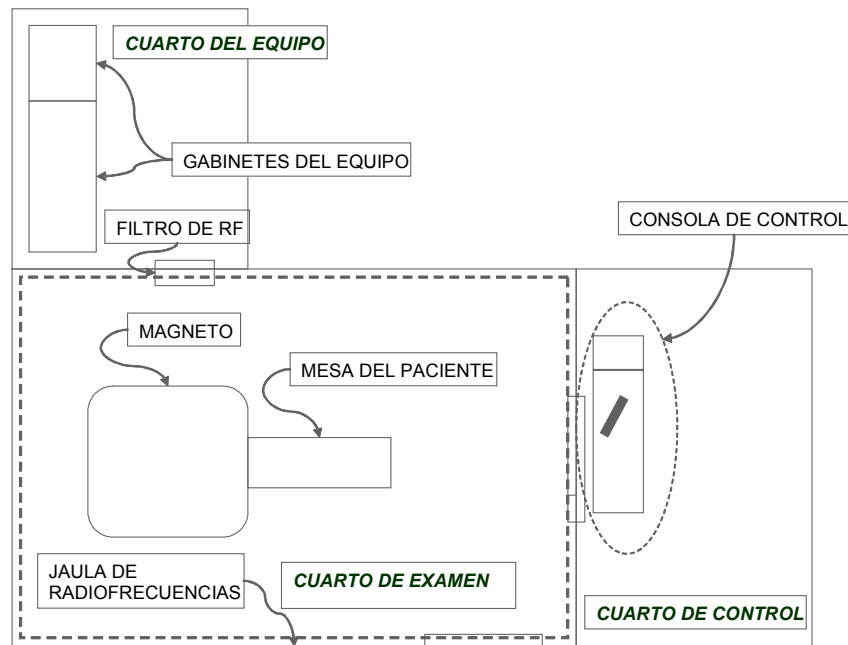 CUARTO DEL EQUIPO
GABINETES DEL EQUIPO
FILTRO DE RF
CONSOLA DE CONTROL
MAGNETO
MESA DEL PACIENTE
JAULA DE
RADIOFRECUENCIAS
CUARTO DE EXAMEN
CUARTO DE CONTROL